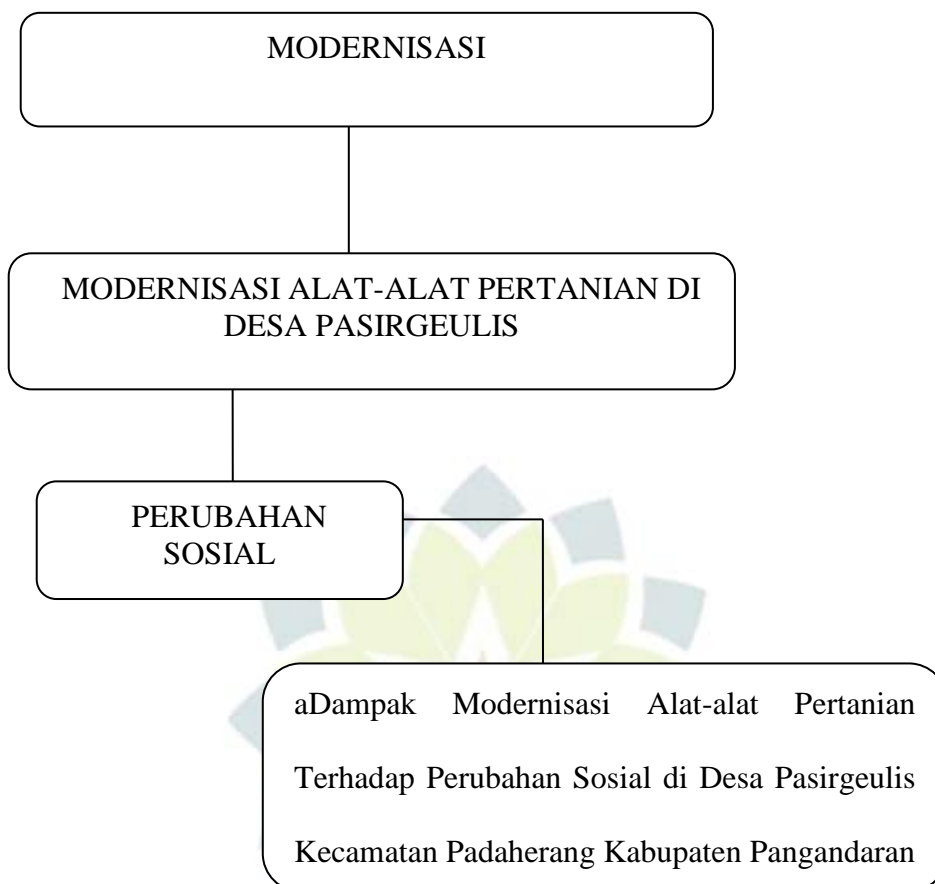 MODERNISASI
MODERNISASI ALAT-ALAT PERTANIAN DI
DESA PASIRGEULIS
PERUBAHAN
SOSIAL
aDampak Modernisasi Alat-alat Pertanian
Terhadap Perubahan Sosial di Desa Pasirgeulis
Kecamatan Padaherang Kabupaten Pangandaran